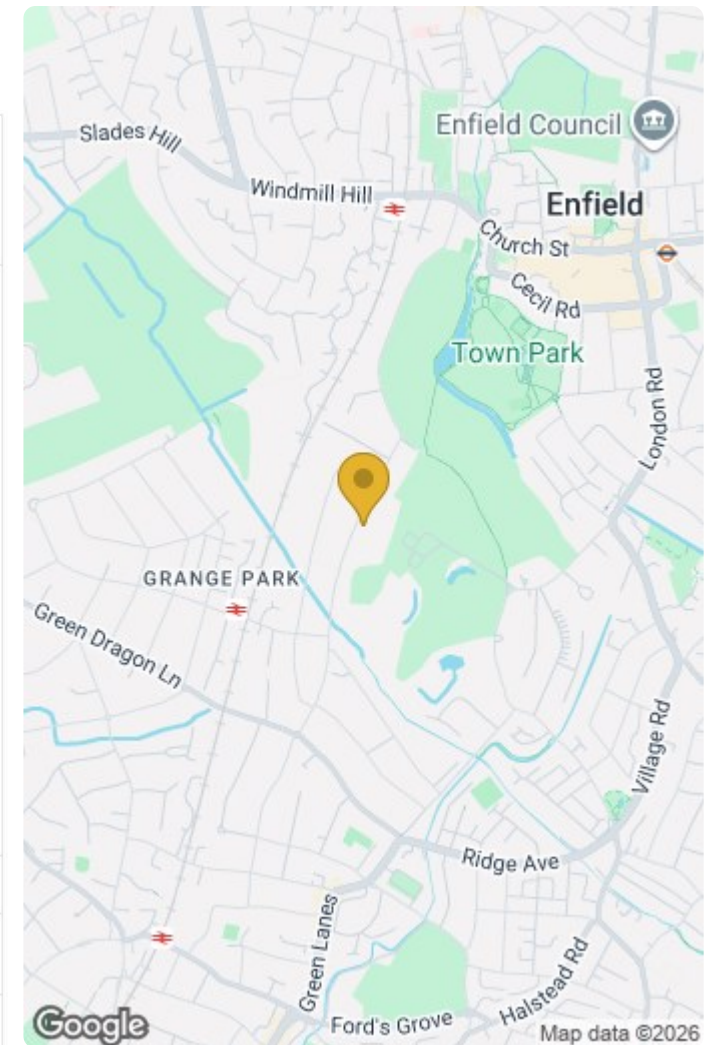 Slades Hill
Enfield Council
Windmill Hill
Enfield
Church St
Cecil Rd
Town Park
London Rd
GRANGE PARK
Green Dragon Ln
Village Rd
Ridge Ave
Green Lanes
Halstead Rd
Ford's Grove
Google
Map data ©2026